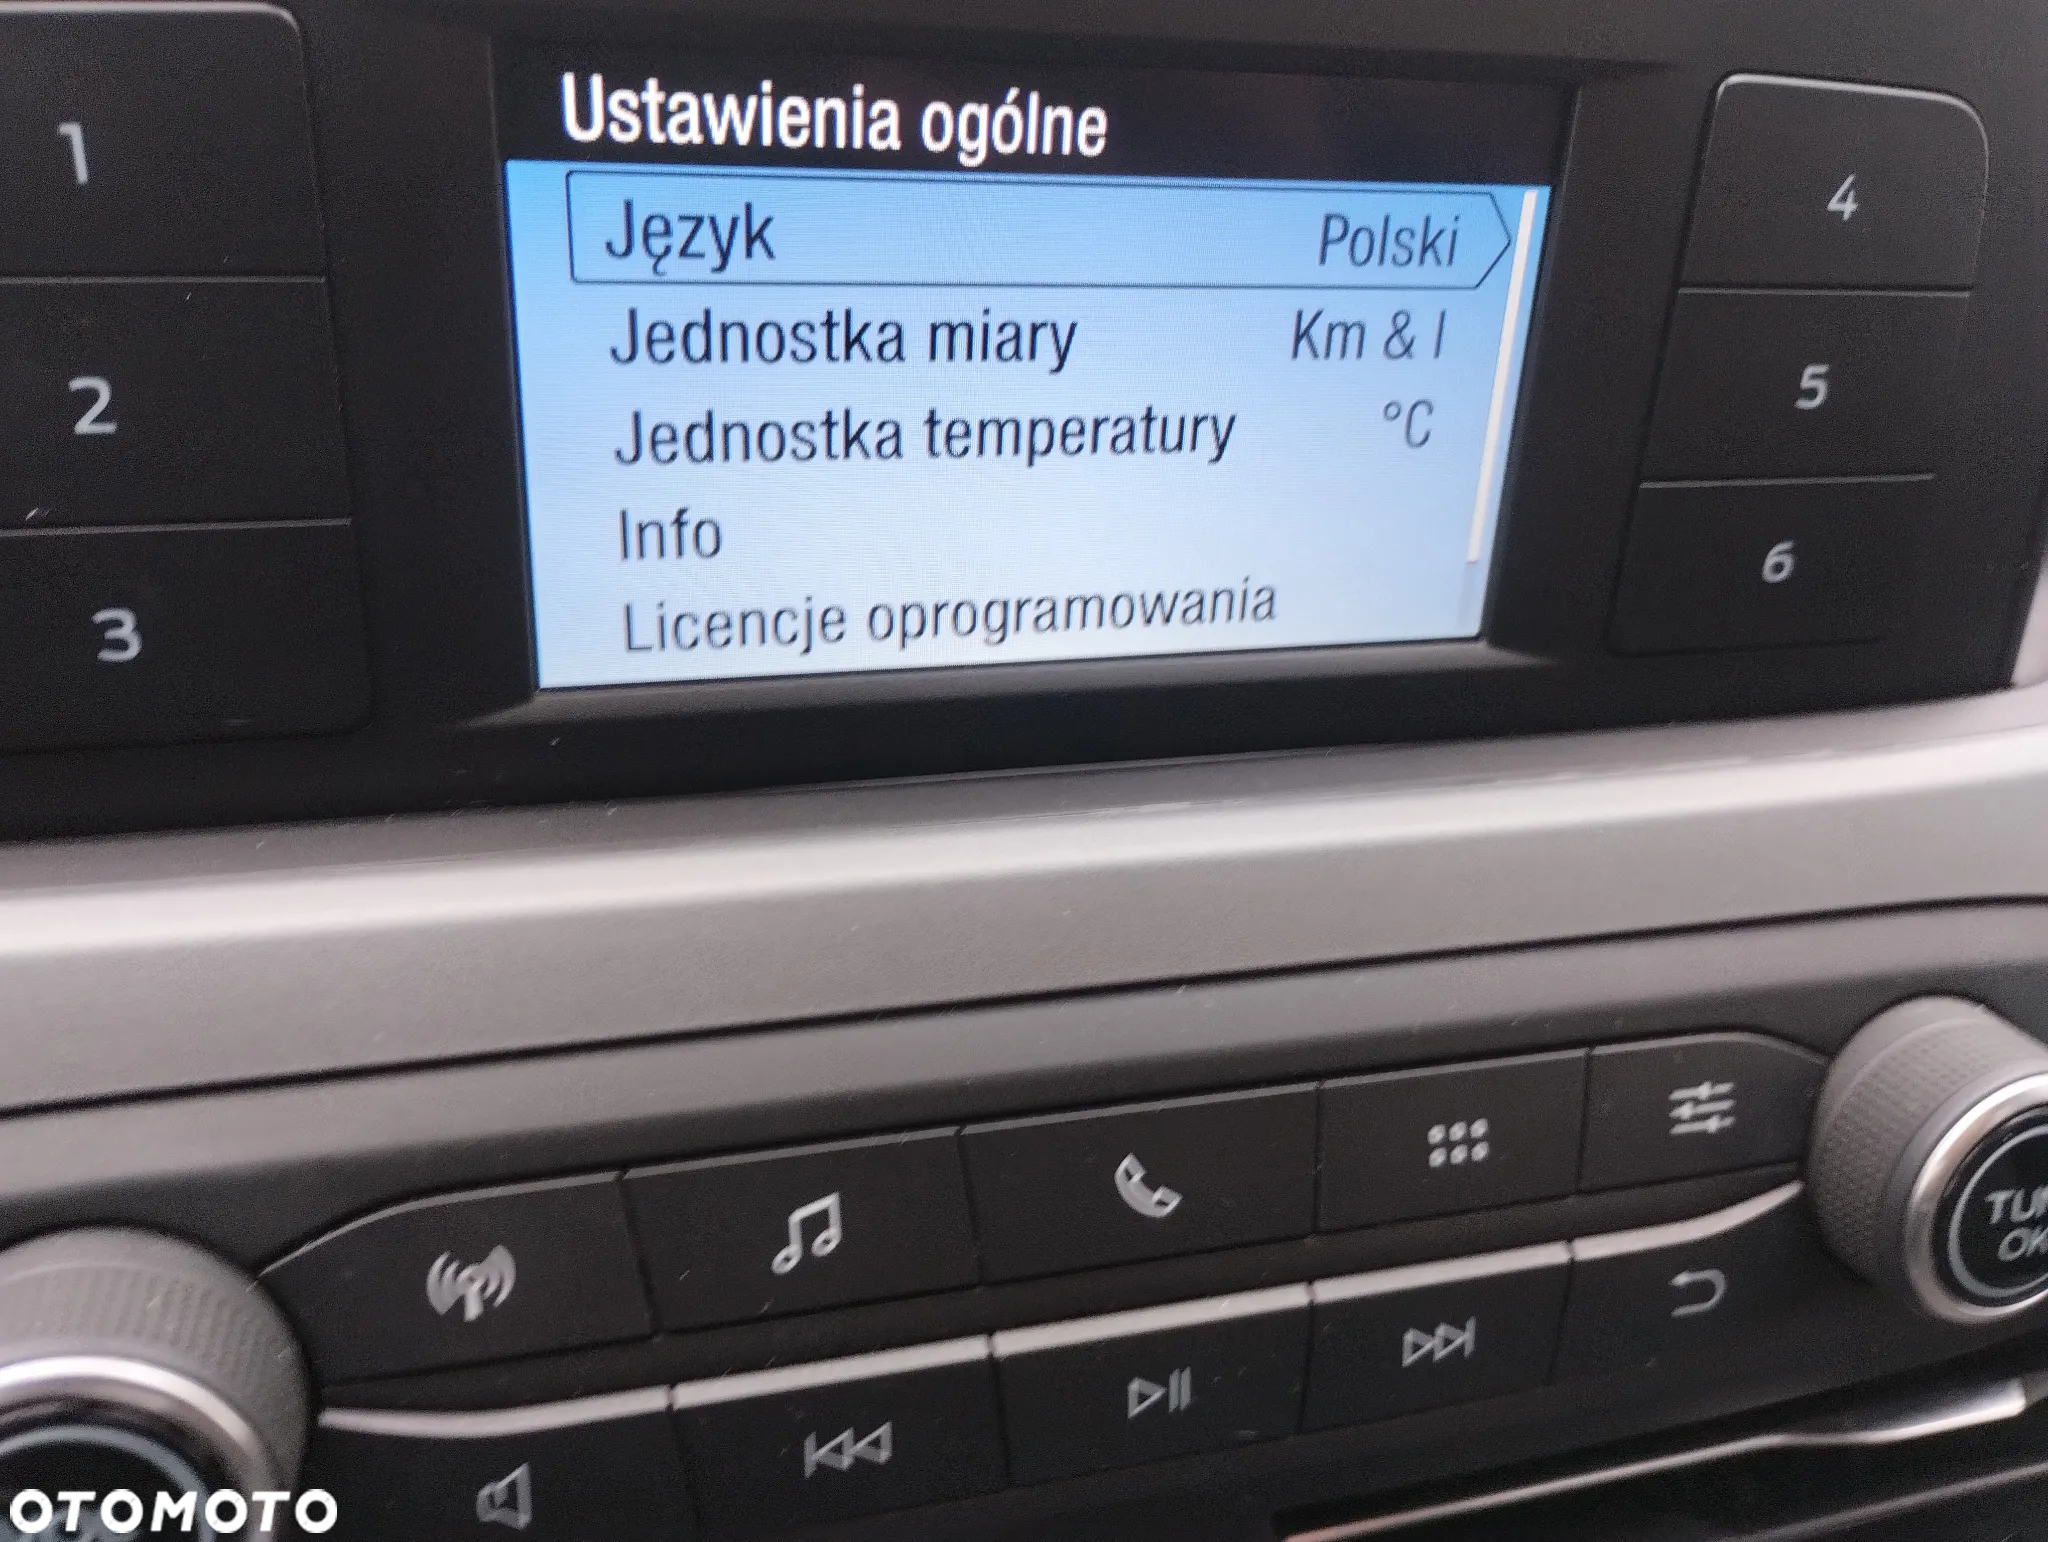 Ustawienia ogólne
Język Polski
Jednostka miary Km & l
Jednostka temperatury °C
Info
Licencje oprogramowania
1
2
3
4
5
6
OTOMOTO